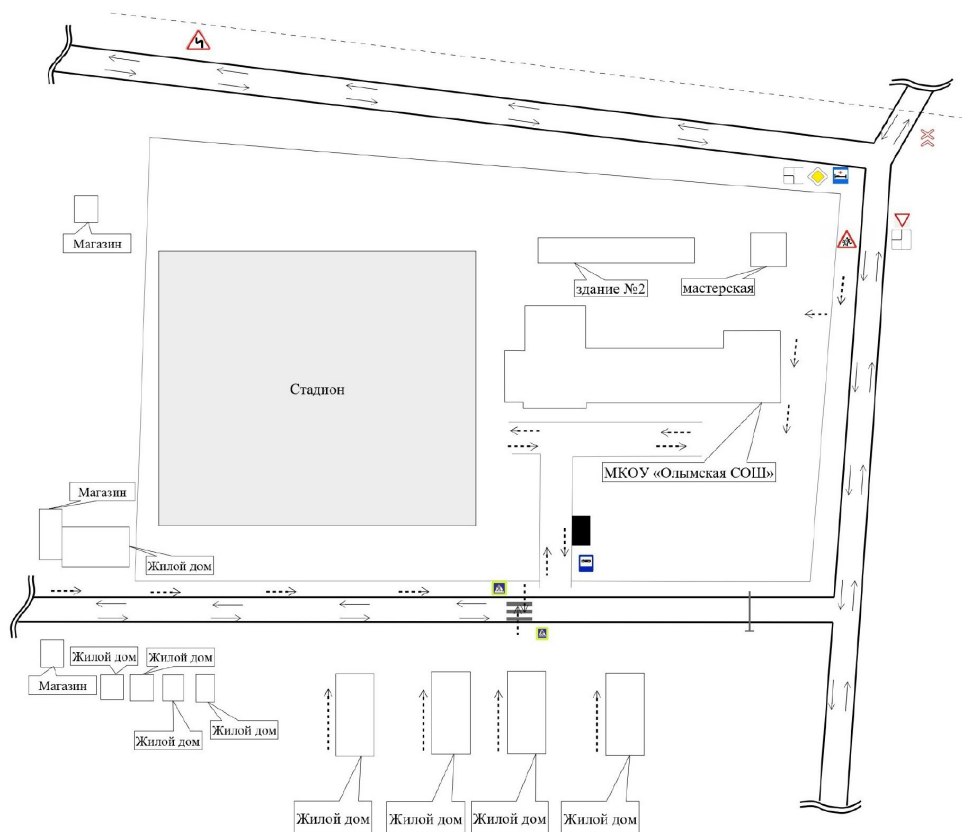 Магазин
здание №2
мастерская
Стадион
МКОУ «Олымская СОШ»
Магазин
Жилой дом
Жилой дом
Жилой дом
Магазин
Жилой дом
Жилой дом
Жилой дом
Жилой дом
Жилой дом
Жилой дом